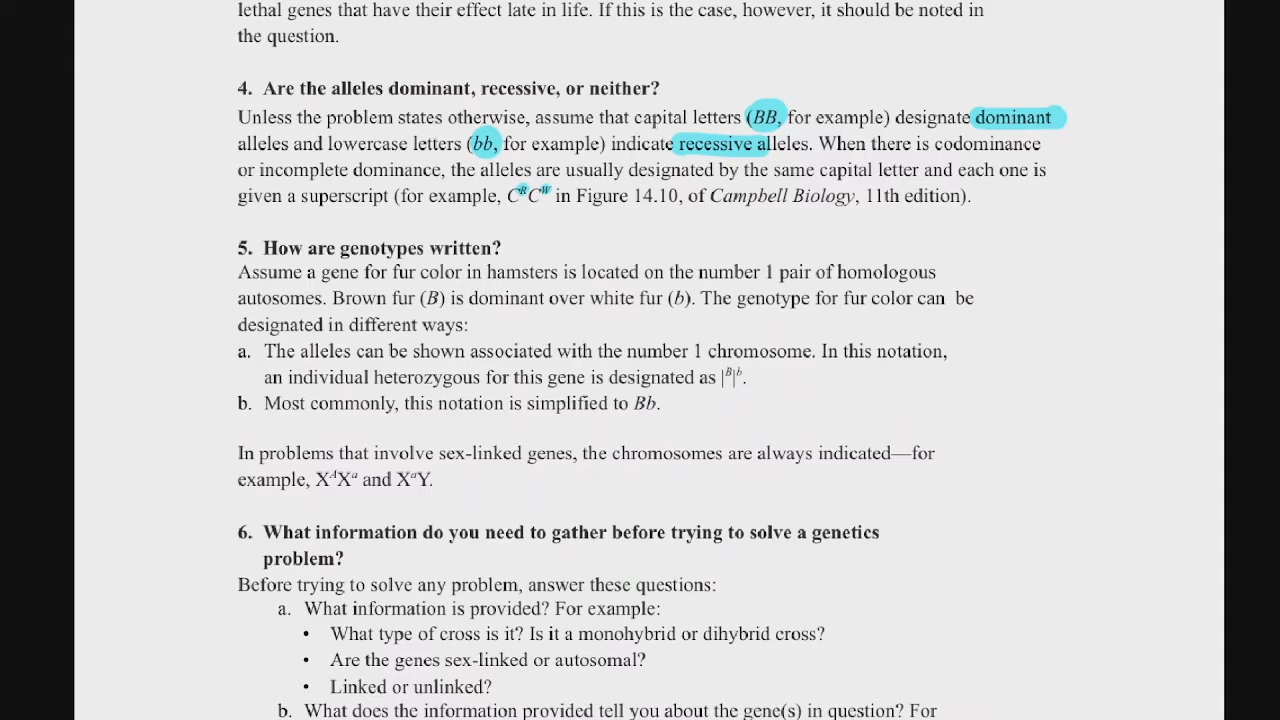 lethal genes that have their effect late in life. If this is the case, however, it should be noted in
the question.
4. Are the alleles dominant, recessive, or neither?
Unless the problem states otherwise, assume that capital letters (BB, for example) designate dominant
alleles and lowercase letters (bb, for example) indicate recessive alleles. When there is codominance
or incomplete dominance, the alleles are usually designated by the same capital letter and each one is
given a superscript (for example, CᴿCᵂ in Figure 14.10, of Campbell Biology, 11th edition).
5. How are genotypes written?
Assume a gene for fur color in hamsters is located on the number 1 pair of homologous
autosomes. Brown fur (B) is dominant over white fur (b). The genotype for fur color can be
designated in different ways:
a. The alleles can be shown associated with the number 1 chromosome. In this notation,
an individual heterozygous for this gene is designated as |ᴮ|ᵇ.
b. Most commonly, this notation is simplified to Bb.
In problems that involve sex-linked genes, the chromosomes are always indicated—for
example, XᴬXᵃ and XᵃY.
6. What information do you need to gather before trying to solve a genetics
problem?
Before trying to solve any problem, answer these questions:
a. What information is provided? For example:
• What type of cross is it? Is it a monohybrid or dihybrid cross?
• Are the genes sex-linked or autosomal?
• Linked or unlinked?
b. What does the information provided tell you about the gene(s) in question? For